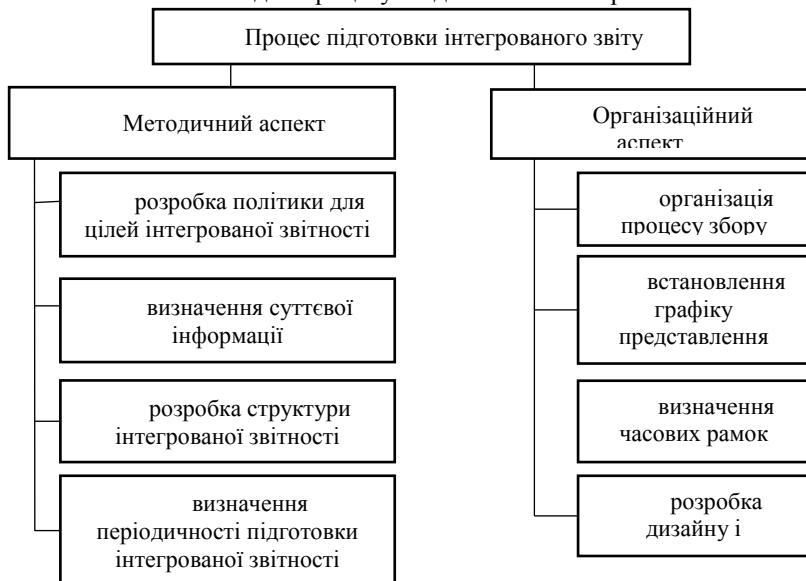 Процес підготовки інтегрованого звіту
Методичний аспект
розробка політики для
цілей інтегрованої звітності
визначення суттєвої
інформації
розробка структури
інтегрованої звітності
визначення
періодичності підготовки
інтегрованої звітності
Організаційний
аспект
організація
процесу збору
встановлення
графіку
представлення
визначення
часових рамок
розробка
дизайну і